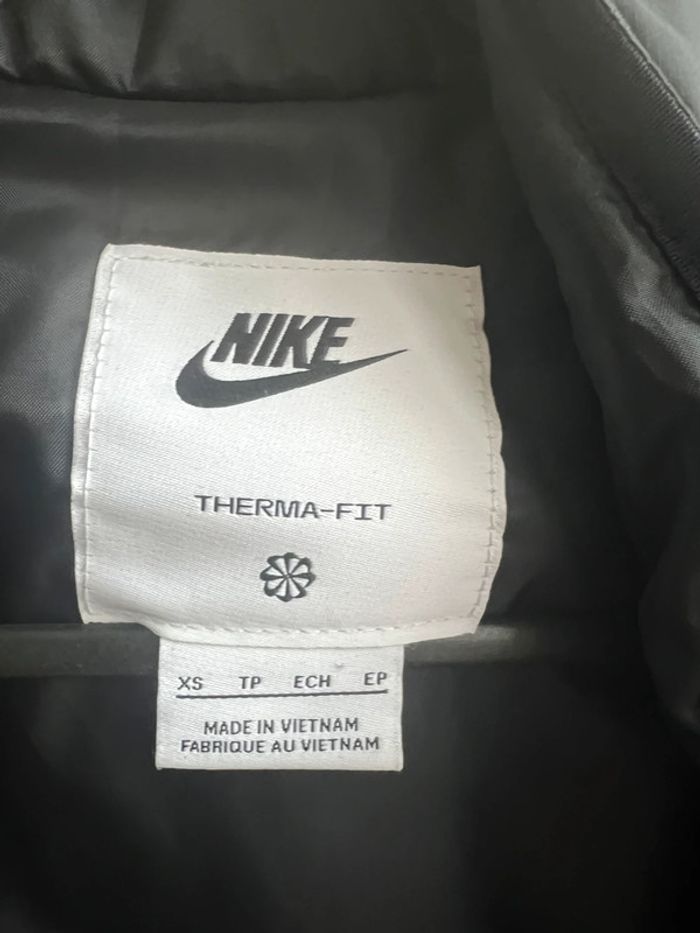 NIKE
THERMA-FIT
XS TP ECH EP
MADE IN VIETNAM
FABRIQUE AU VIETNAM